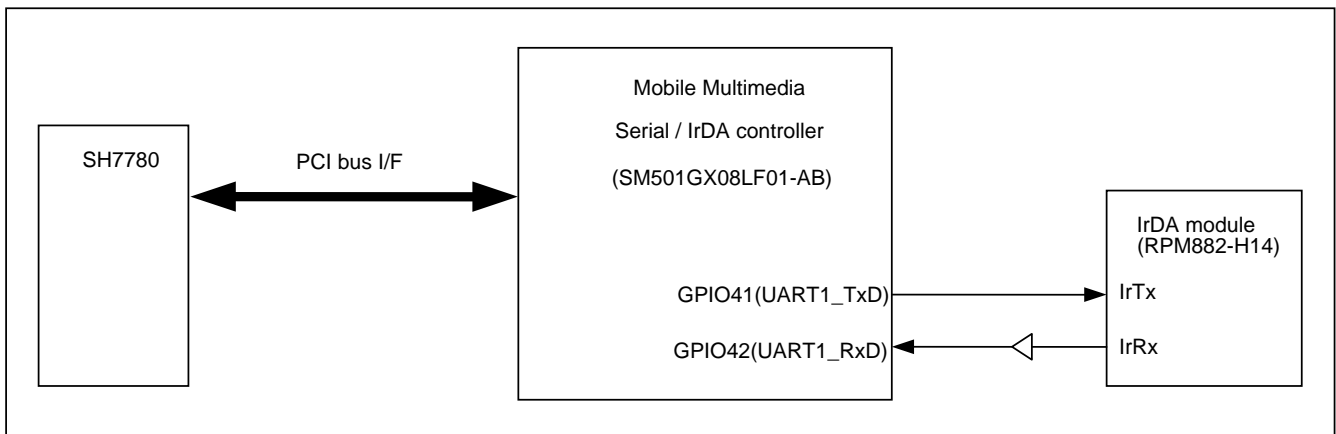 SH7780
PCI bus I/F
Mobile Multimedia
Serial / IrDA controller
(SM501GX08LF01-AB)
GPIO41(UART1_TxD)
GPIO42(UART1_RxD)
IrDA module
(RPM882-H14)
IrTx
IrRx